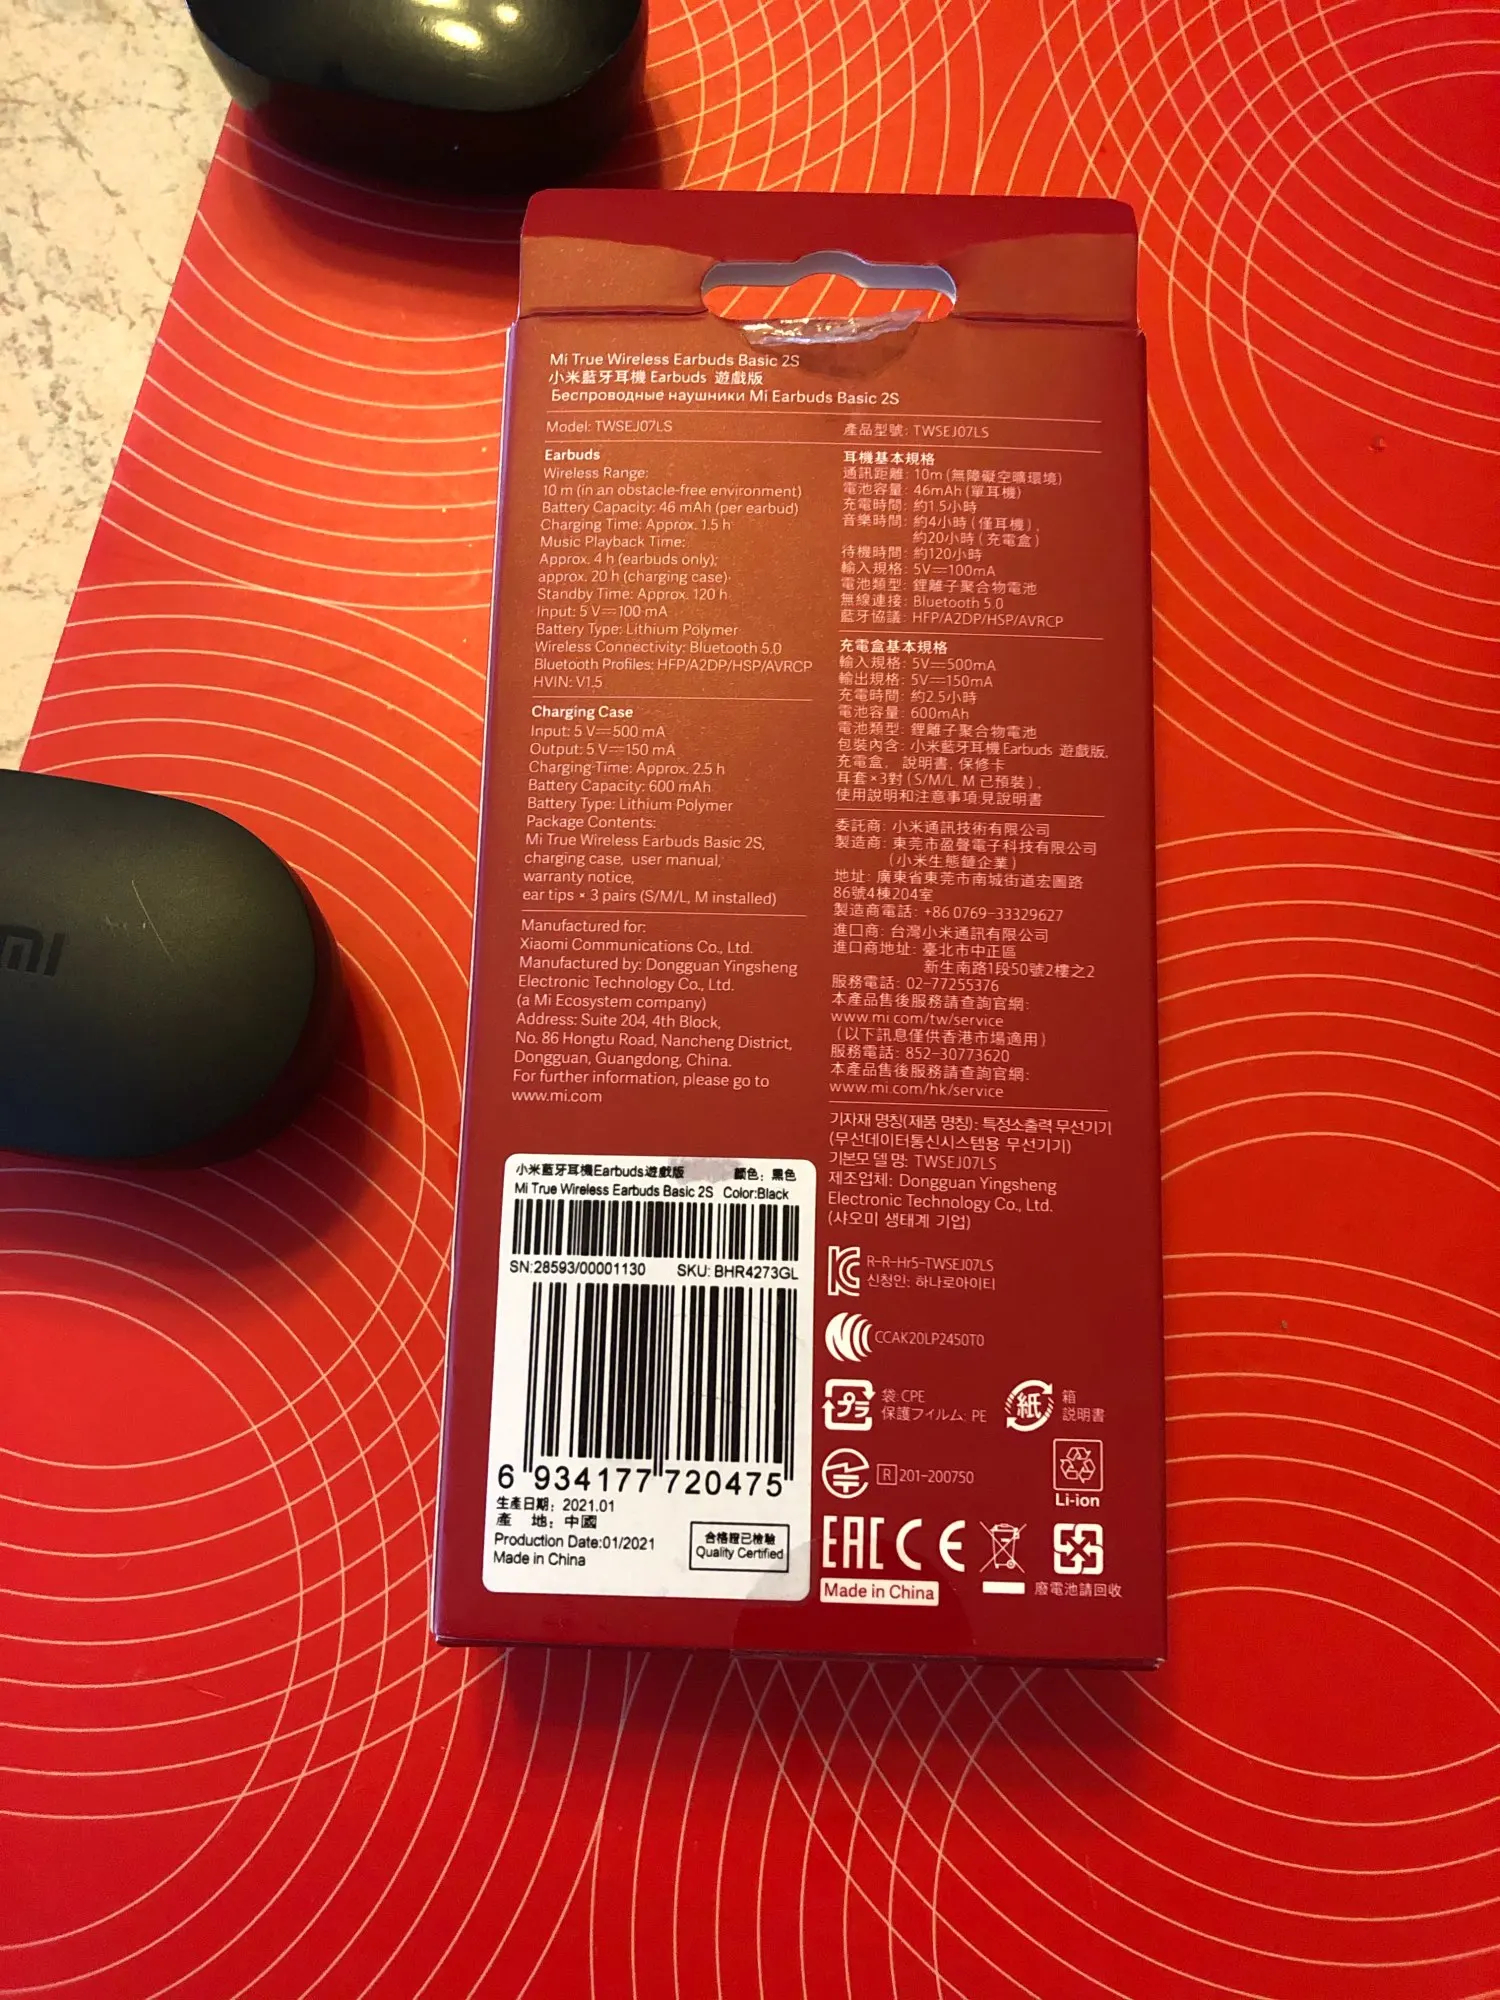 Mi True Wireless Earbuds Basic 2S
小米藍牙耳機 Earbuds 遊戲版
Беспроводные наушники Mi Earbuds Basic 2S
Model: TWSEJ07LS
Earbuds
Wireless Range:
10 m (in an obstacle-free environment)
Battery Capacity: 46 mAh (per earbud)
Charging Time: Approx. 1.5 h
Music Playback Time:
Approx. 4 h (earbuds only);
approx. 20 h (charging case)
Standby Time: Approx. 120 h
Input: 5 V⎓100 mA
Battery Type: Lithium Polymer
Wireless Connectivity: Bluetooth 5.0
Bluetooth Profiles: HFP/A2DP/HSP/AVRCP
HVIN: V1.5
Charging Case
Input: 5 V⎓500 mA
Output: 5 V⎓150 mA
Charging Time: Approx. 2.5 h
Battery Capacity: 600 mAh
Battery Type: Lithium Polymer
Package Contents:
Mi True Wireless Earbuds Basic 2S,
charging case, user manual,
warranty notice,
ear tips × 3 pairs (S/M/L, M installed)
Manufactured for:
Xiaomi Communications Co., Ltd.
Manufactured by: Dongguan Yingsheng
Electronic Technology Co., Ltd.
(a Mi Ecosystem company)
Address: Suite 204, 4th Block,
No. 86 Hongtu Road, Nancheng District,
Dongguan, Guangdong, China.
For further information, please go to
www.mi.com
產品型號: TWSEJ07LS
耳機基本規格
通訊距離: 10m (無障礙空曠環境)
電池容量: 46mAh (單耳機)
充電時間: 約1.5小時
音樂時間: 約4小時 (僅耳機),
約20小時 (充電盒)
待機時間: 約120小時
輸入規格: 5V⎓100mA
電池類型: 鋰離子聚合物電池
無線連接: Bluetooth 5.0
藍牙協議: HFP/A2DP/HSP/AVRCP
充電盒基本規格
輸入規格: 5V⎓500mA
輸出規格: 5V⎓150mA
充電時間: 約2.5小時
電池容量: 600mAh
電池類型: 鋰離子聚合物電池
包裝內含: 小米藍牙耳機 Earbuds 遊戲版,
充電盒, 說明書, 保修卡
耳套×3對 (S/M/L, M 已預裝),
使用說明和注意事項:見說明書
委託商: 小米通訊技術有限公司
製造商: 東莞市盈聲電子科技有限公司
(小米生態鏈企業)
地址: 廣東省東莞市南城街道宏圖路
86號4棟204室
製造商電話: +86 0769-33329627
進口商: 台灣小米通訊有限公司
進口商地址: 臺北市中正區
新生南路1段50號2樓之2
服務電話: 02-77255376
本產品售後服務請查詢官網:
www.mi.com/tw/service
(以下訊息僅供香港市場適用)
服務電話: 852-30773620
本產品售後服務請查詢官網:
www.mi.com/hk/service
기자재 명칭(제품 명칭): 특정소출력 무선기기
(무선데이터통신시스템용 무선기기)
기본모델명: TWSEJ07LS
제조업체: Dongguan Yingsheng
Electronic Technology Co., Ltd.
(샤오미 생태계 기업)
R-R-Hr5-TWSEJ07LS
신청인: 하나로아이티
CCAK20LP2450T0
プラ
袋: CPE
保護フィルム: PE
紙
箱
説明書
R 201-200750
Li-ion
EAC CE
廢電池請回收
Made in China
小米藍牙耳機Earbuds遊戲版 顏色: 黑色
Mi True Wireless Earbuds Basic 2S Color:Black
SN:28593/00001130 SKU: BHR4273GL
6 934177 720475
生產日期: 2021.01
產 地: 中國
Production Date:01/2021
Made in China
合格證已檢驗
Quality Certified
mi